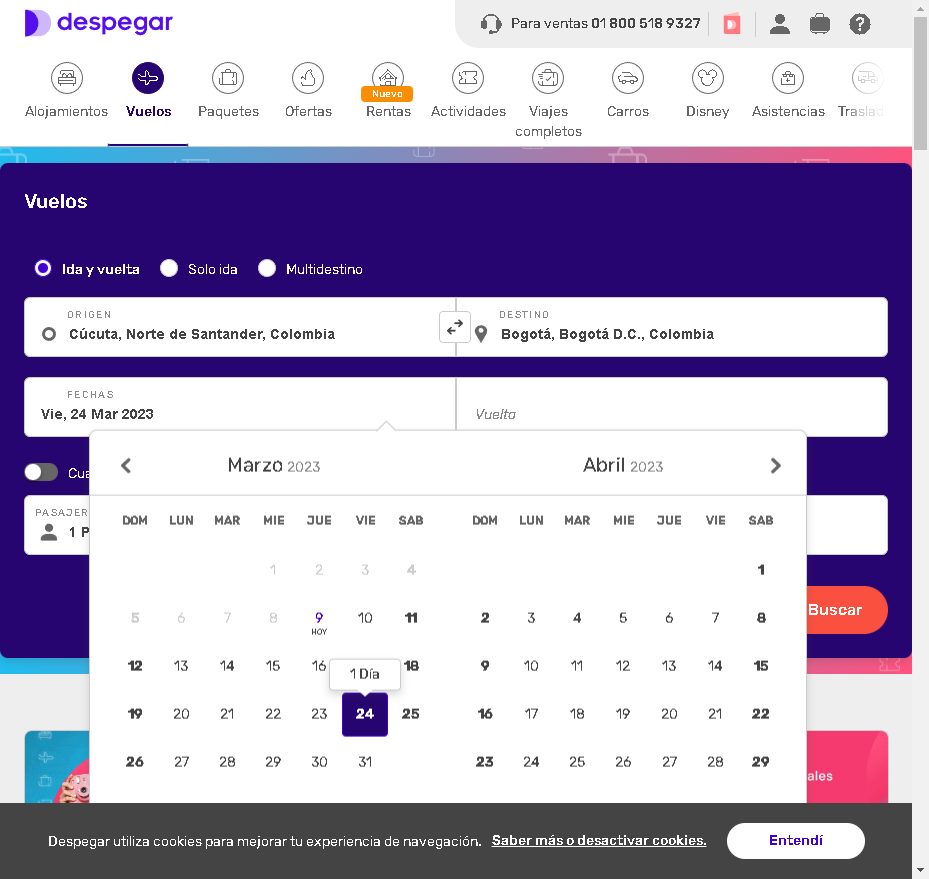 despegar
Para ventas 01 800 518 9327
Alojamientos
Vuelos
Paquetes
Ofertas
Nuevo
Rentas
Actividades
Viajes
completos
Carros
Disney
Asistencias
Traslad
Vuelos
Ida y vuelta
Solo ida
Multidestino
ORIGEN
Cúcuta, Norte de Santander, Colombia
DESTINO
Bogotá, Bogotá D.C., Colombia
FECHAS
Vie, 24 Mar 2023
Vuelta
Cua
PASAJER
1 P
Marzo 2023
Abril 2023
DOM LUN MAR MIE JUE VIE SAB
1 2 3 4
5 6 7 8 9 10 11
HOY
12 13 14 15 16 18
1 Día
19 20 21 22 23 24 25
26 27 28 29 30 31
DOM LUN MAR MIE JUE VIE SAB
1
2 3 4 5 6 7 8
9 10 11 12 13 14 15
16 17 18 19 20 21 22
23 24 25 26 27 28 29
Buscar
ales
Despegar utiliza cookies para mejorar tu experiencia de navegación. Saber más o desactivar cookies.
Entendí